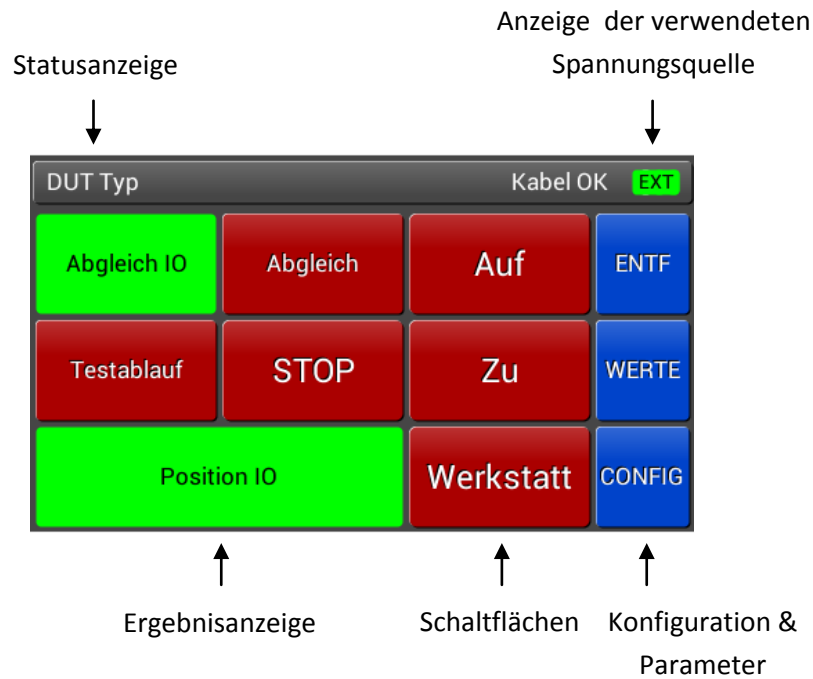 Anzeige der verwendeten
Spannungsquelle
Statusanzeige
DUT Typ Kabel OK EXT
Abgleich IO Abgleich Auf ENTF
Testablauf STOP Zu WERTE
Position IO Werkstatt CONFIG
Ergebnisanzeige Schaltflächen Konfiguration &
Parameter